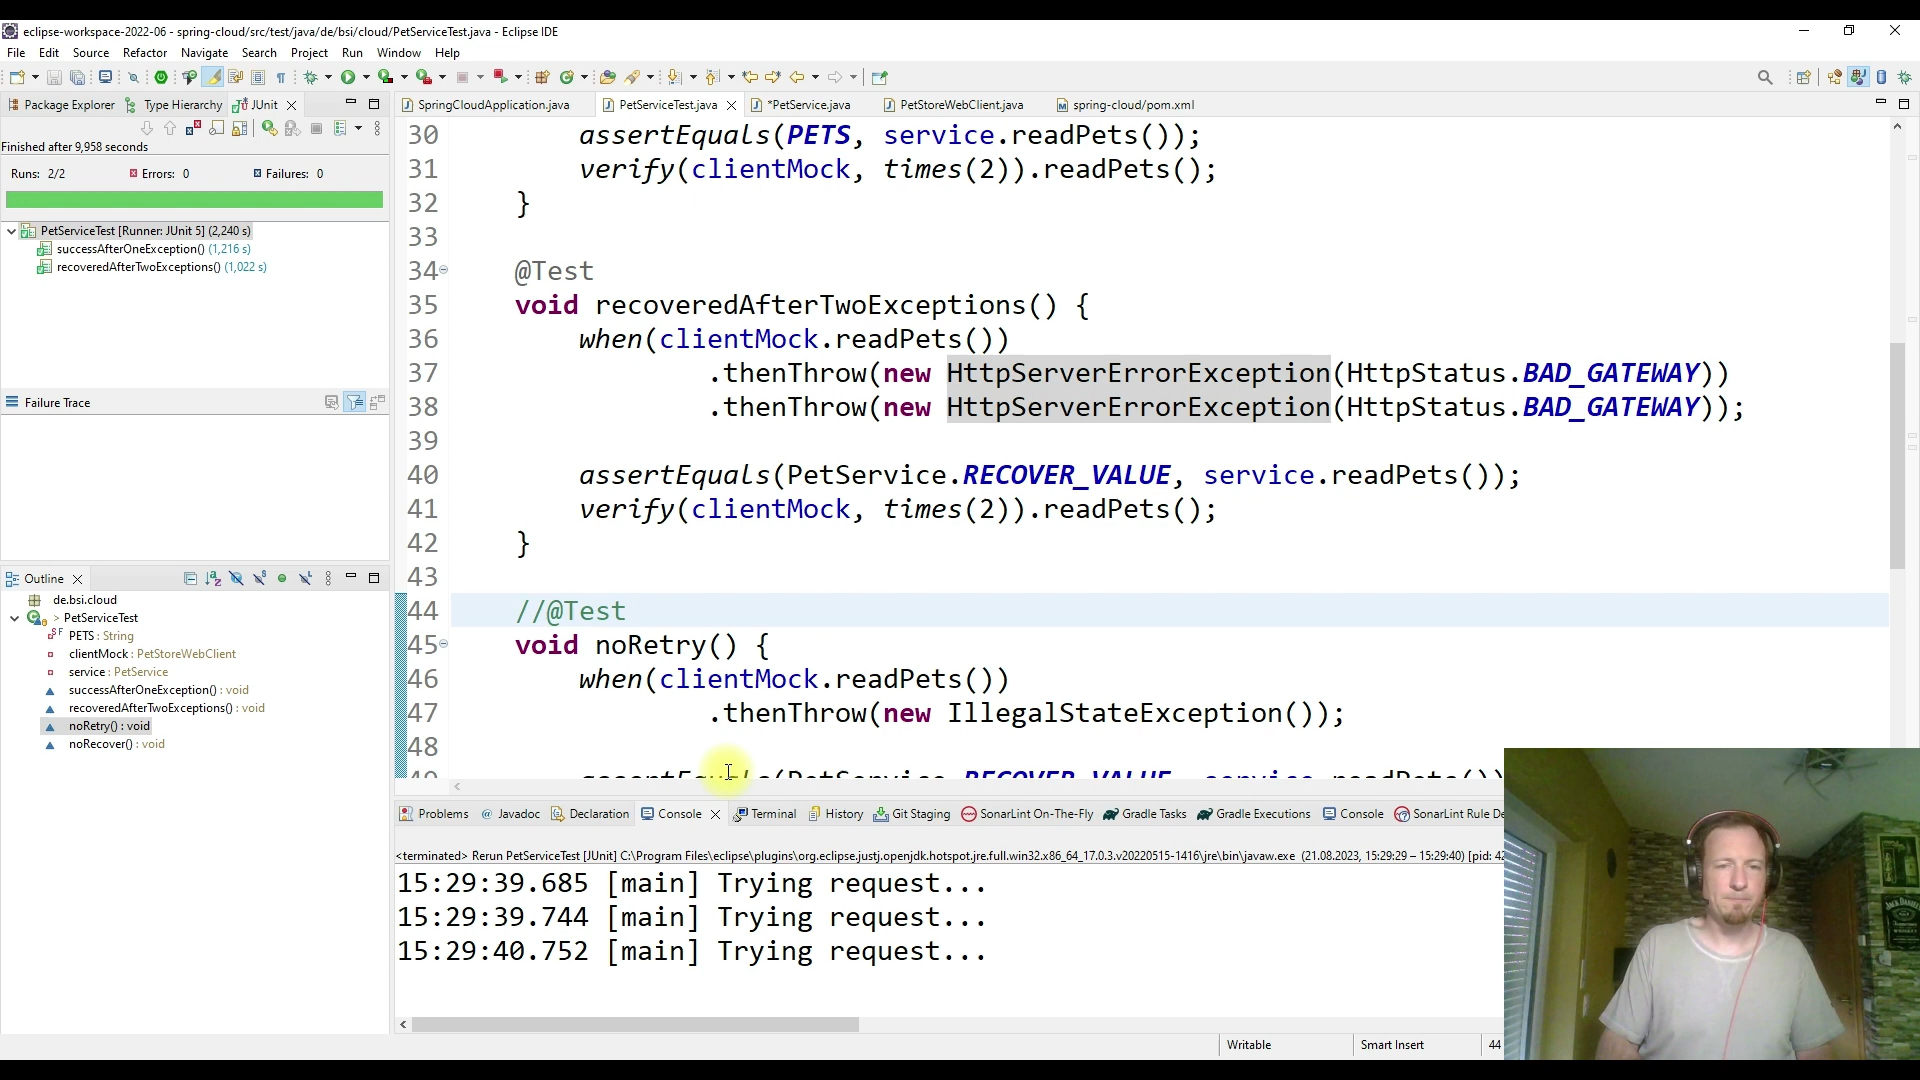 eclipse-workspace-2022-06 - spring-cloud/src/test/java/de/bsi/cloud/PetServiceTest.java - Eclipse IDE
File Edit Source Refactor Navigate Search Project Run Window Help
Package Explorer Type Hierarchy JUnit
Finished after 9,958 seconds
Runs: 2/2 Errors: 0 Failures: 0
PetServiceTest [Runner: JUnit 5] (2,240 s)
successAfterOneException() (1,216 s)
recoveredAfterTwoExceptions() (1,022 s)
Failure Trace
Outline
de.bsi.cloud
> PetServiceTest
PETS : String
clientMock : PetStoreWebClient
service : PetService
successAfterOneException() : void
recoveredAfterTwoExceptions() : void
noRetry() : void
noRecover() : void
SpringCloudApplication.java PetServiceTest.java *PetService.java PetStoreWebClient.java spring-cloud/pom.xml
30 assertEquals(PETS, service.readPets());
31 verify(clientMock, times(2)).readPets();
32 }
33
34 @Test
35 void recoveredAfterTwoExceptions() {
36 when(clientMock.readPets())
37 .thenThrow(new HttpServerErrorException(HttpStatus.BAD_GATEWAY))
38 .thenThrow(new HttpServerErrorException(HttpStatus.BAD_GATEWAY));
39
40 assertEquals(PetService.RECOVER_VALUE, service.readPets());
41 verify(clientMock, times(2)).readPets();
42 }
43
44 //@Test
45 void noRetry() {
46 when(clientMock.readPets())
47 .thenThrow(new IllegalStateException());
48
49 assertEquals(PetService.RECOVER_VALUE, service.readPets())
Problems Javadoc Declaration Console Terminal History Git Staging SonarLint On-The-Fly Gradle Tasks Gradle Executions Console SonarLint Rule De
<terminated> Rerun PetServiceTest [JUnit] C:\Program Files\eclipse\plugins\org.eclipse.justj.openjdk.hotspot.jre.full.win32.x86_64_17.0.3.v20220515-1416\jre\bin\javaw.exe (21.08.2023, 15:29:29 – 15:29:40) [pid: 42
15:29:39.685 [main] Trying request...
15:29:39.744 [main] Trying request...
15:29:40.752 [main] Trying request...
Writable Smart Insert 44
JACK DANIEL'S